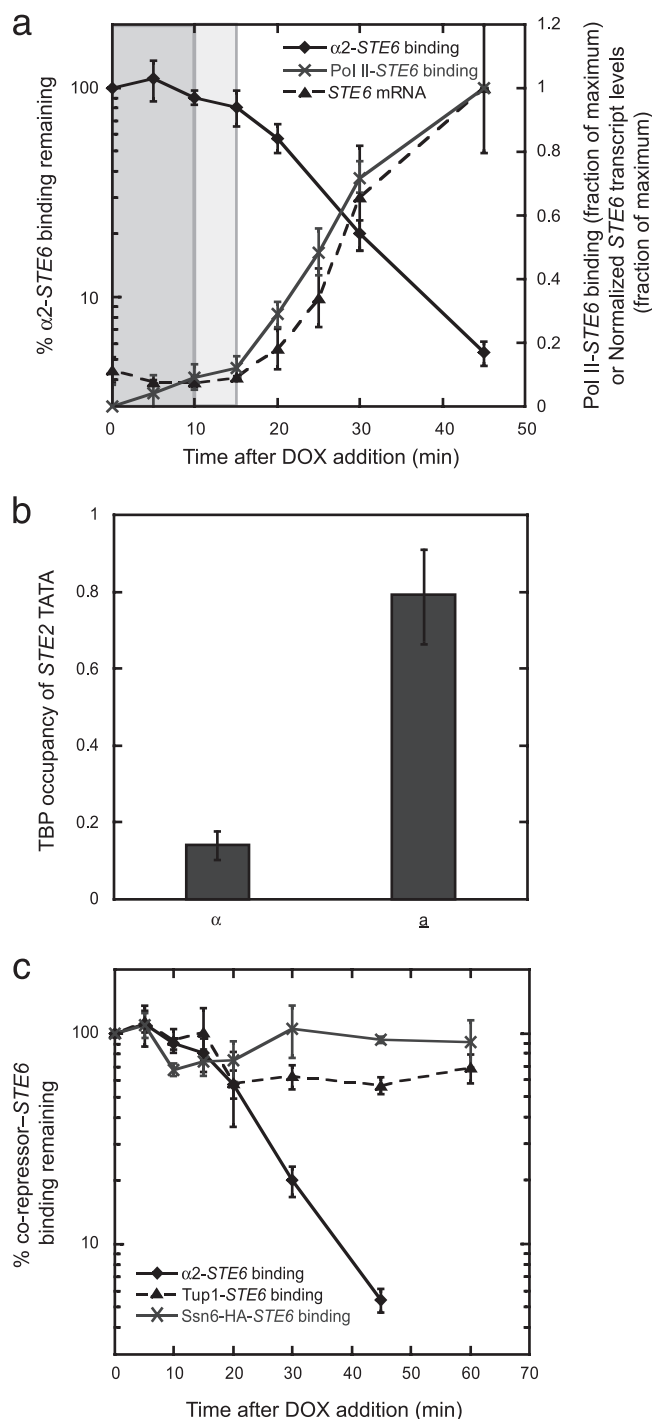 a
α2-STE6 binding
Pol II-STE6 binding
STE6 mRNA
% α2-STE6 binding remaining
100
10
1.2
1
0.8
0.6
0.4
0.2
0
Pol II-STE6 binding (fraction of maximum)
or Normalized STE6 transcript levels
(fraction of maximum)
0 10 20 30 40 50
Time after DOX addition (min)
b
TBP occupancy of STE2 TATA
1
0.8
0.6
0.4
0.2
0
α a
c
% co-repressor–STE6
binding remaining
100
10
α2-STE6 binding
Tup1-STE6 binding
Ssn6-HA-STE6 binding
0 10 20 30 40 50 60 70
Time after DOX addition (min)